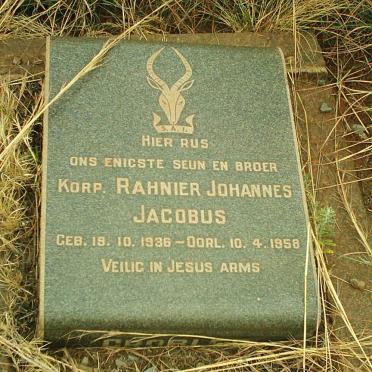 S.A.I.
HIER RUS
ONS ENIGSTE SEUN EN BROER
KORP. RAHNIER JOHANNES
JACOBUS
GEB. 19. 10. 1936 – OORL. 10. 4. 1958
VEILIG IN JESUS ARMS